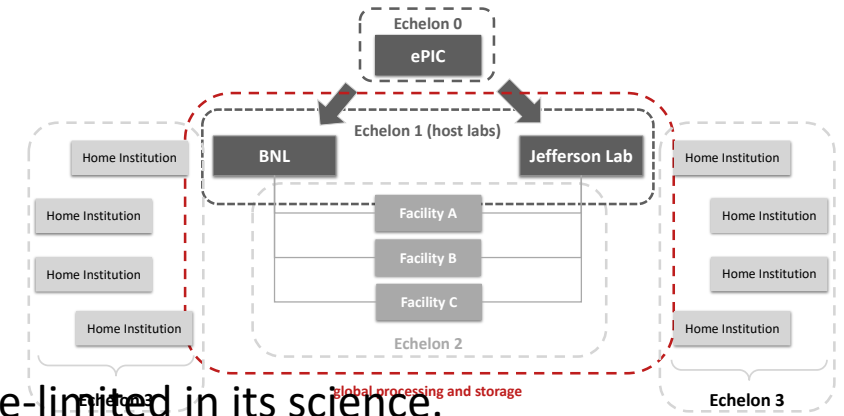 Echelon 0
ePIC
Echelon 1 (host labs)
BNL
Jefferson Lab
Home Institution
Home Institution
Home Institution
Home Institution
Facility A
Facility B
Facility C
Echelon 2
Home Institution
Home Institution
Home Institution
Home Institution
Echelon 3
global processing and storage
Echelon 3
e-limited in its science.